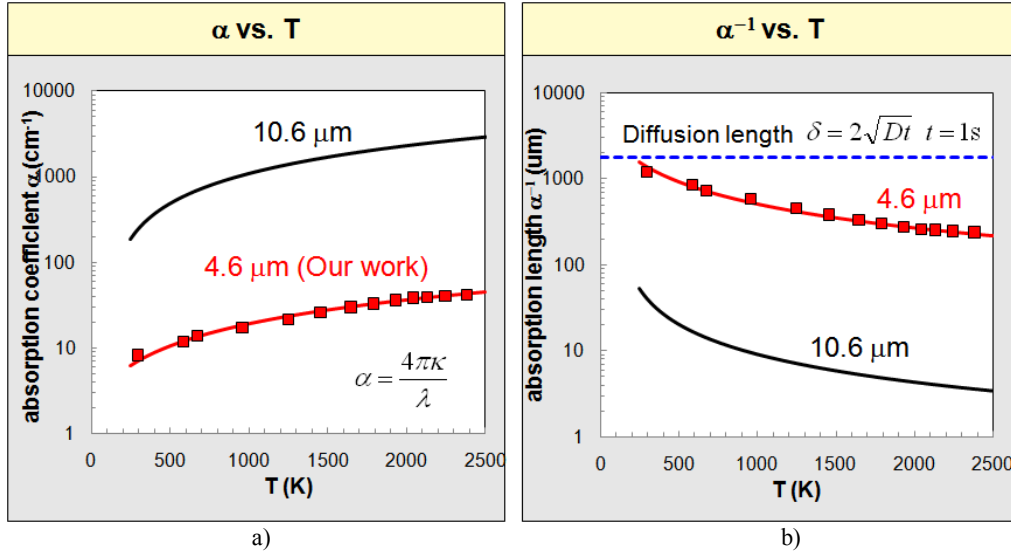 α vs. T
10000
1000
100
10
1
absorption coefficient α (cm⁻¹)
10.6 μm
4.6 μm (Our work)
α = 4πκ / λ
0 500 1000 1500 2000 2500
T (K)
a)
α⁻¹ vs. T
10000
1000
100
10
1
absorption length α⁻¹ (um)
Diffusion length δ = 2√Dt t = 1s
4.6 μm
10.6 μm
0 500 1000 1500 2000 2500
T (K)
b)